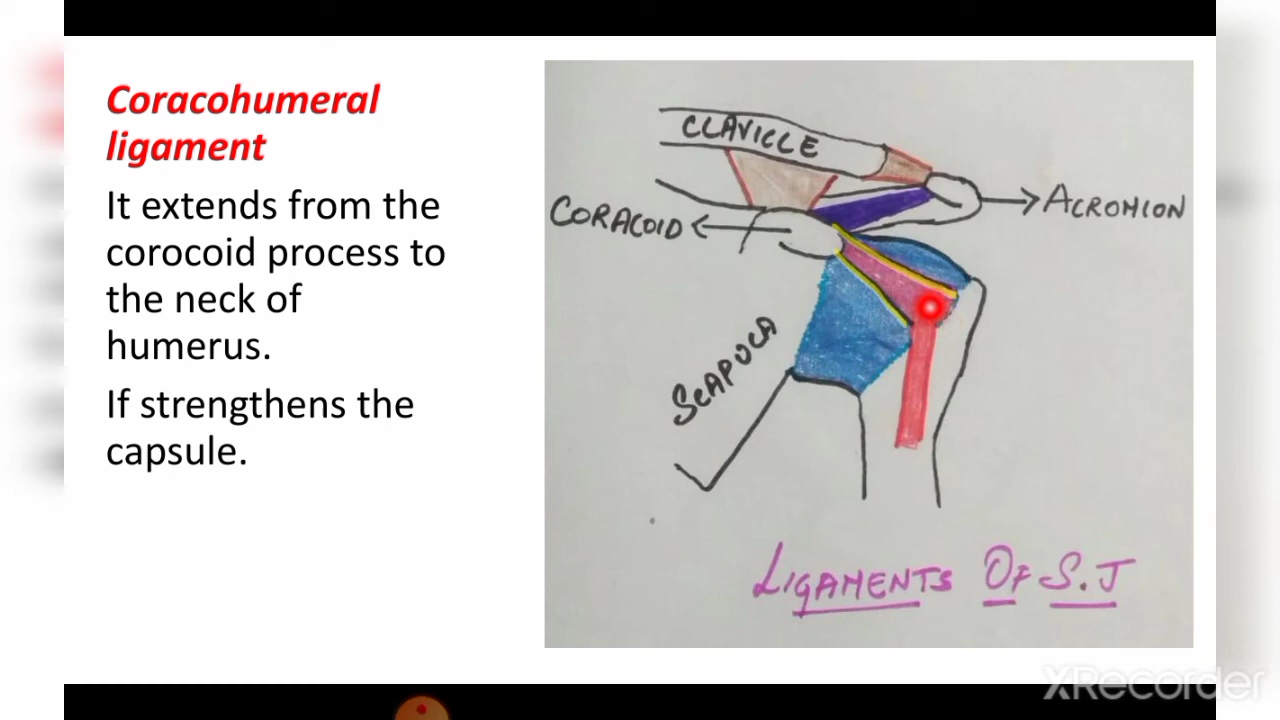 Coracohumeral
ligament
It extends from the
corocoid process to
the neck of
humerus.
If strengthens the
capsule.
CLAVICLE
CORACOID
ACROMION
SCAPULA
LIGAMENTS OF S.J
XRecorder